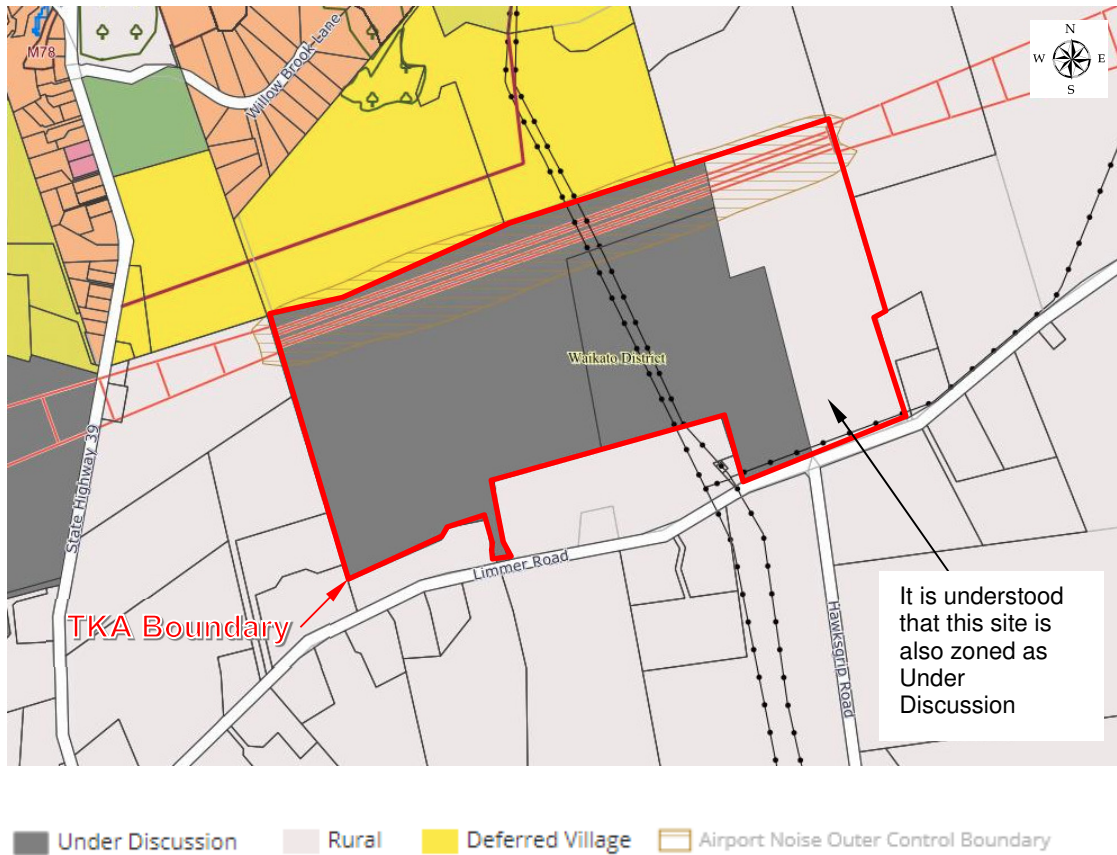 N
W E
S
M78
Willow Brook Lane
Waikato District
State Highway 39
Limmer Road
TKA Boundary
Hawksgrip Road
It is understood
that this site is
also zoned as
Under
Discussion
Under Discussion Rural Deferred Village Airport Noise Outer Control Boundary